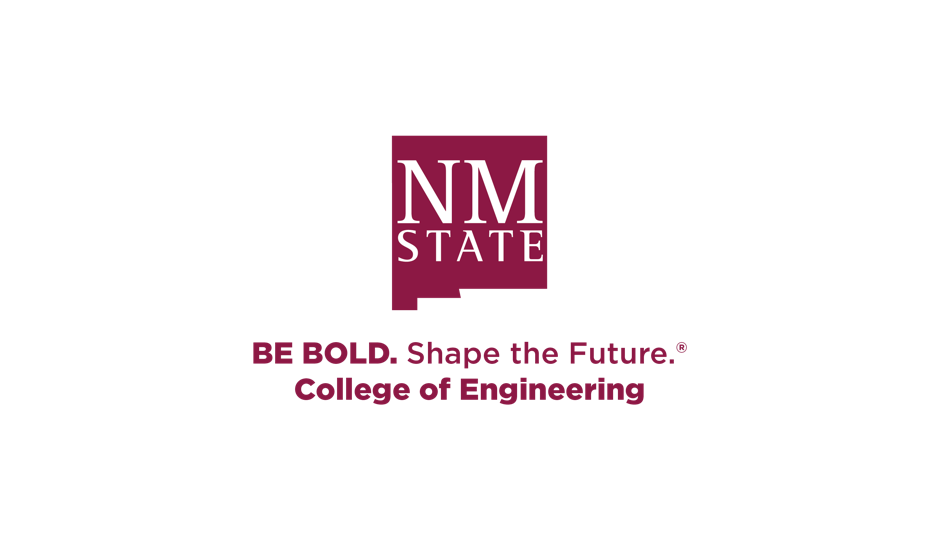 NM
STATE
BE BOLD. Shape the Future.®
College of Engineering